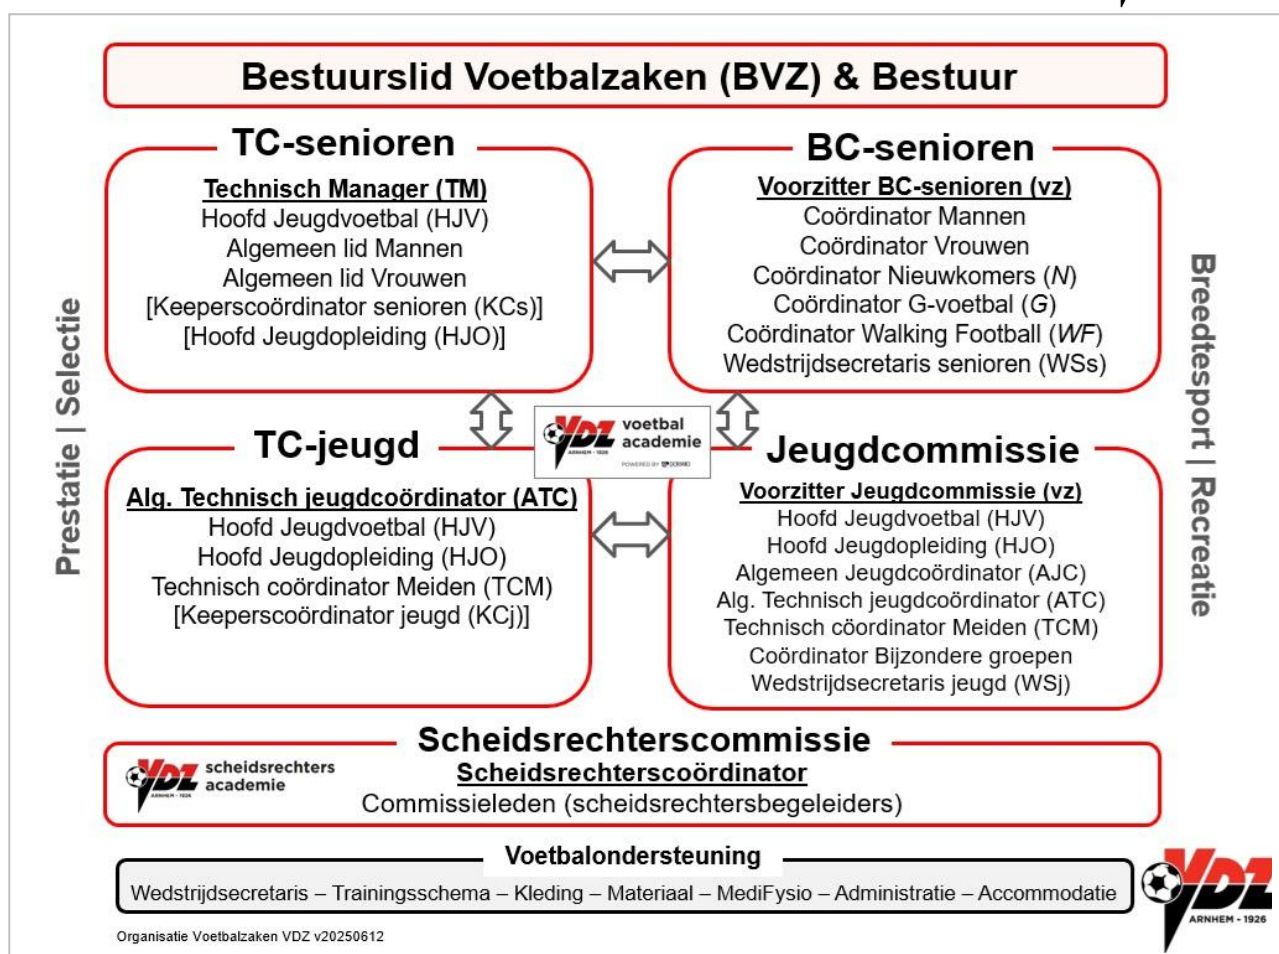 Bestuurslid Voetbalzaken (BVZ) & Bestuur
TC-senioren
Technisch Manager (TM)
Hoofd Jeugdvoetbal (HJV)
Algemeen lid Mannen
Algemeen lid Vrouwen
[Keeperscoördinator senioren (KCs)]
[Hoofd Jeugdopleiding (HJO)]
BC-senioren
Voorzitter BC-senioren (vz)
Coördinator Mannen
Coördinator Vrouwen
Coördinator Nieuwkomers (N)
Coördinator G-voetbal (G)
Coördinator Walking Football (WF)
Wedstrijdsecretaris senioren (WSs)
Prestatie | Selectie
Breedtesport | Recreatie
VDZ voetbal
academie
ARNHEM - 1926
POWERED BY
TC-jeugd
Alg. Technisch jeugdcoördinator (ATC)
Hoofd Jeugdvoetbal (HJV)
Hoofd Jeugdopleiding (HJO)
Technisch coördinator Meiden (TCM)
[Keeperscoördinator jeugd (KCj)]
Jeugdcommissie
Voorzitter Jeugdcommissie (vz)
Hoofd Jeugdvoetbal (HJV)
Hoofd Jeugdopleiding (HJO)
Algemeen Jeugdcoördinator (AJC)
Alg. Technisch jeugdcoördinator (ATC)
Technisch cöordinator Meiden (TCM)
Coördinator Bijzondere groepen
Wedstrijdsecretaris jeugd (WSj)
Scheidsrechterscommissie
VDZ scheidsrechters
academie
ARNHEM - 1926
Scheidsrechterscoördinator
Commissieleden (scheidsrechtersbegeleiders)
Voetbalondersteuning
Wedstrijdsecretaris – Trainingsschema – Kleding – Materiaal – MediFysio – Administratie – Accommodatie
VDZ
ARNHEM - 1926
Organisatie Voetbalzaken VDZ v20250612